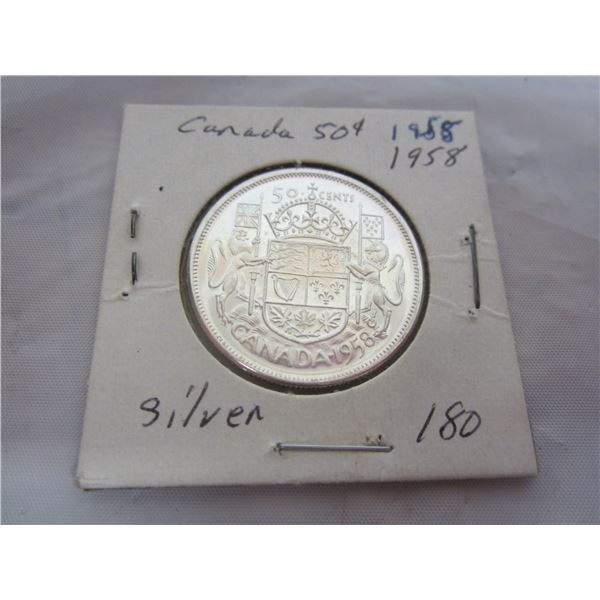 Canada 50¢ 1958
1958
50 CENTS
CANADA 1958
Silver 180